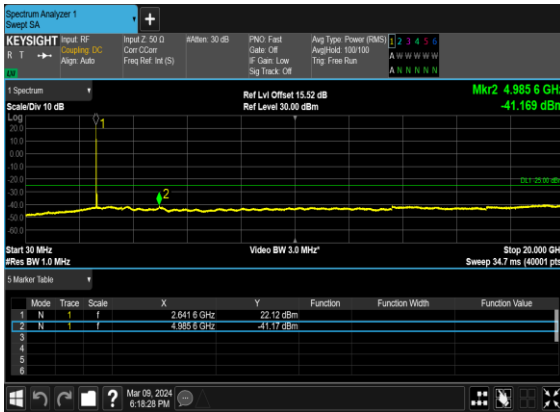 Spectrum Analyzer 1
Swept SA
+
KEYSIGHT Input: RF Input Z: 50 Ω #Atten: 30 dB PNO: Fast Avg Type: Power (RMS) 1 2 3 4 5 6
R T Coupling: DC Corr CCorr Gate: Off Avg|Hold: 100/100 A W W W W W
Align: Auto Freq Ref: Int (S) IF Gain: Low Trig: Free Run
LXI Sig Track: Off A N N N N N
1 Spectrum Ref Lvl Offset 15.52 dB Mkr2 4.985 6 GHz
Scale/Div 10 dB Ref Level 30.00 dBm -41.169 dBm
Log
20.0
10.0
0.00
-10.0
-20.0
-30.0
-40.0
-50.0
-60.0
1
2
DL1 -25.00 dBm
Start 30 MHz Video BW 3.0 MHz* Stop 20.000 GHz
#Res BW 1.0 MHz Sweep 34.7 ms (40001 pts)
5 Marker Table
Mode Trace Scale X Y Function Function Width Function Value
1 N 1 f 2.641 6 GHz 22.12 dBm
2 N 1 f 4.985 6 GHz -41.17 dBm
3
4
5
6
? Mar 09, 2024
6:18:28 PM